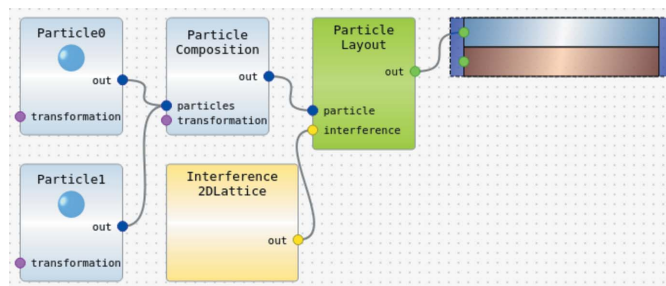 Particle0
out
transformation
Particle
Composition
out
particles
transformation
Particle
Layout
out
particle
interference
Particle1
out
transformation
Interference
2DLattice
out